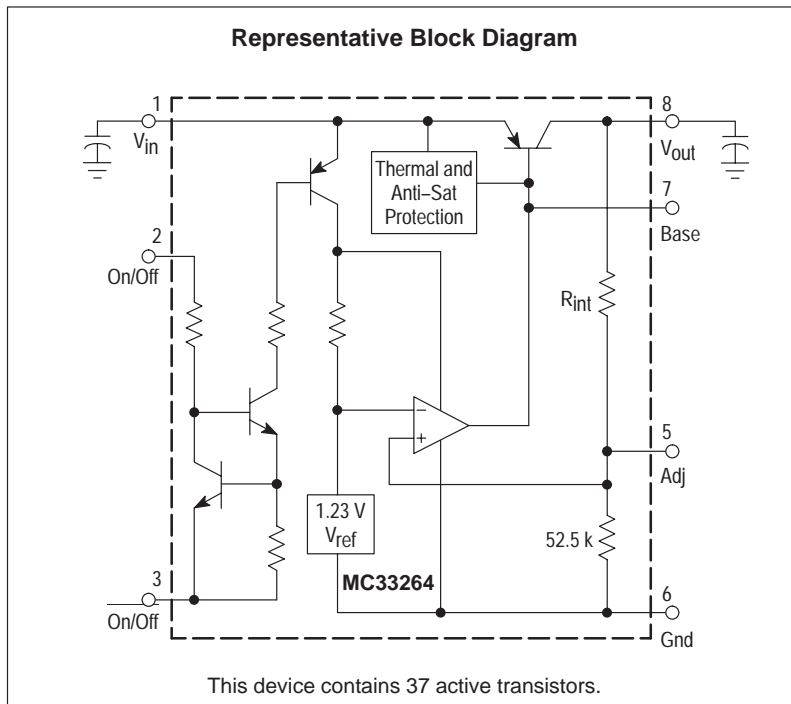 Representative Block Diagram
1
Vin
8
Vout
Thermal and
Anti–Sat
Protection
7
Base
2
On/Off
Rint
5
Adj
1.23 V
Vref
52.5 k
MC33264
3
On/Off
6
Gnd
This device contains 37 active transistors.